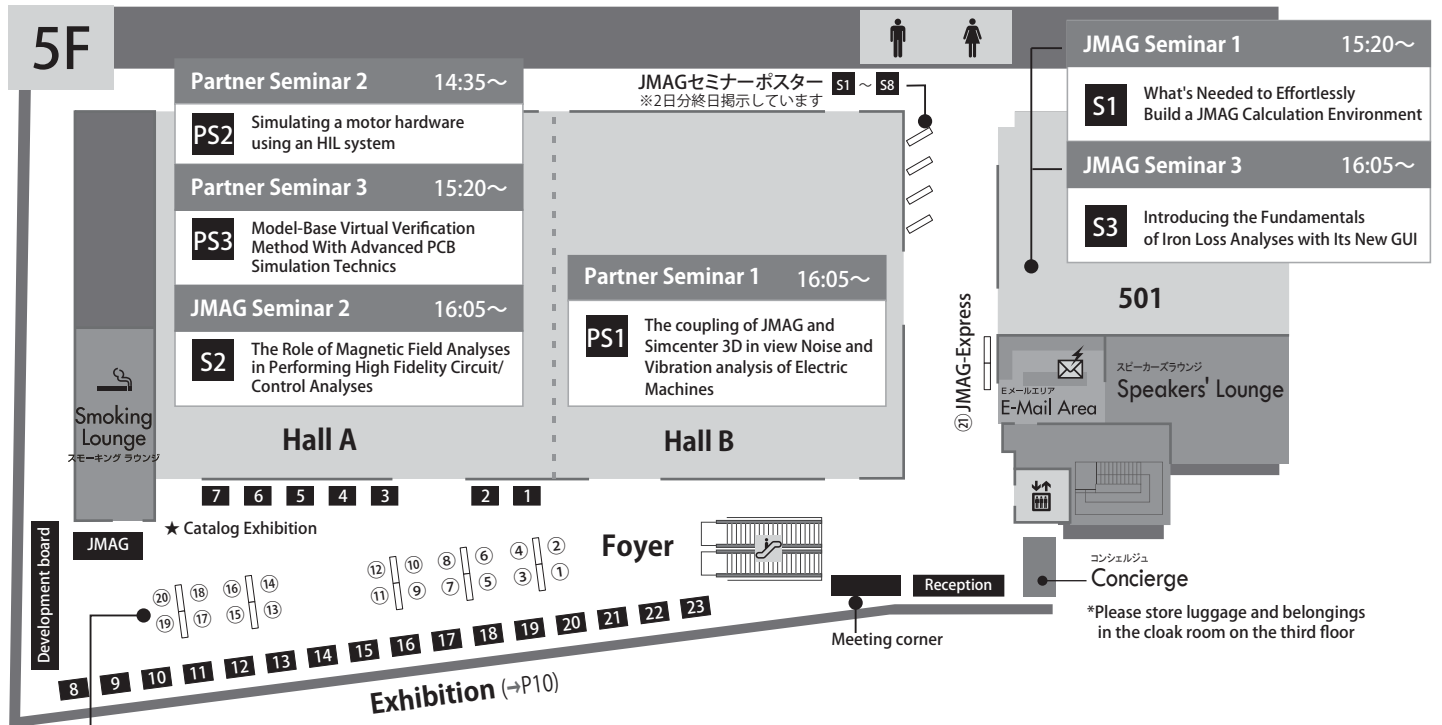 5F
Partner Seminar 2 14:35～
PS2
Simulating a motor hardware
using an HIL system
Partner Seminar 3 15:20～
PS3
Model-Base Virtual Verification
Method With Advanced PCB
Simulation Technics
JMAG Seminar 2 16:05～
S2
The Role of Magnetic Field Analyses
in Performing High Fidelity Circuit/
Control Analyses
Hall A
JMAGセミナーポスター S1 ～ S8
※2日分終日掲示しています
Partner Seminar 1 16:05～
PS1
The coupling of JMAG and
Simcenter 3D in view Noise and
Vibration analysis of Electric
Machines
Hall B
JMAG Seminar 1 15:20～
S1
What's Needed to Effortlessly
Build a JMAG Calculation Environment
JMAG Seminar 3 16:05～
S3
Introducing the Fundamentals
of Iron Loss Analyses with Its New GUI
501
㉑JMAG-Express
Eメールエリア
E-Mail Area
スピーカーズラウンジ
Speakers' Lounge
Smoking
Lounge
スモーキング ラウンジ
7 6 5 4 3 2 1
★ Catalog Exhibition
Development board
JMAG
Foyer
⑫ ⑩ ⑧ ⑥ ④ ②
⑪ ⑨ ⑦ ⑤ ③ ①
⑳ ⑱ ⑯ ⑭
⑲ ⑰ ⑮ ⑬
Reception
Meeting corner
コンシェルジュ
Concierge
*Please store luggage and belongings
in the cloak room on the third floor
8 9 10 11 12 13 14 15 16 17 18 19 20 21 22 23
Exhibition (→P10)